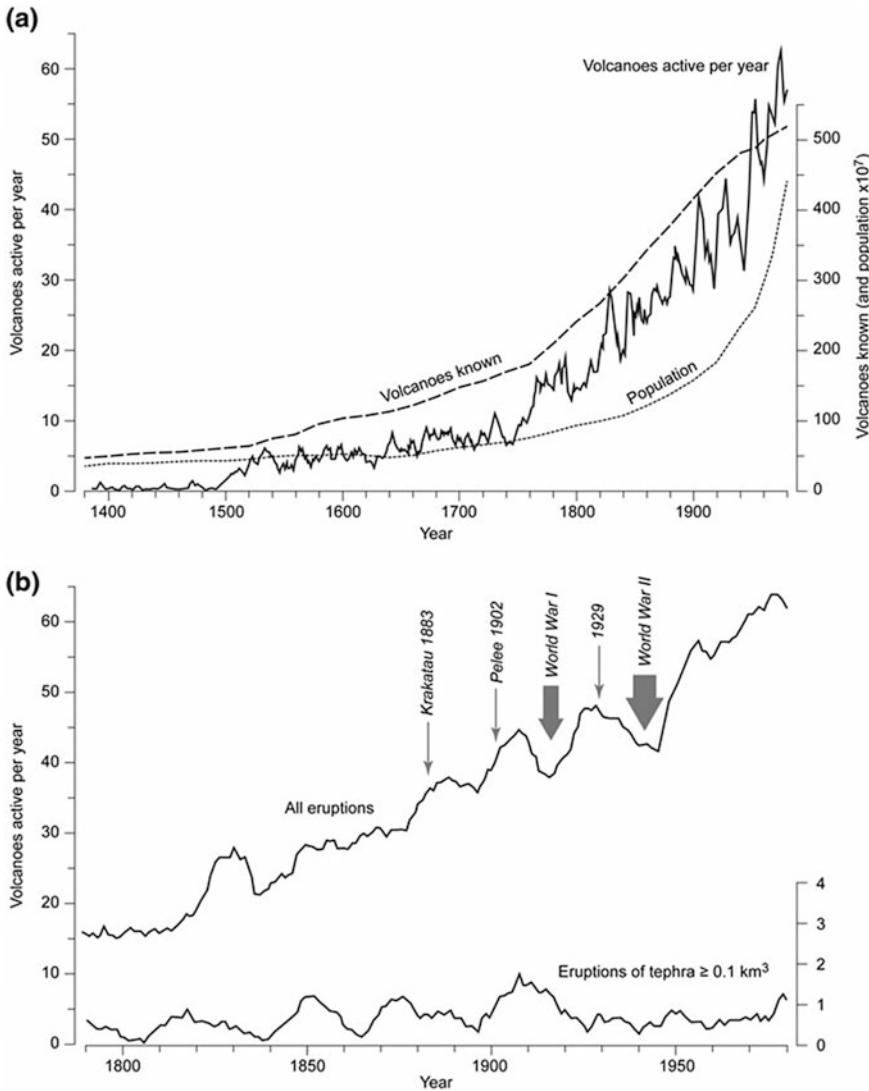 (a)
Volcanoes active per year
60
50
40
30
20
10
0
Volcanoes active per year
500
400
300
200
100
0
Volcanoes known (and population x10⁷)
Volcanoes known
Population
1400 1500 1600 1700 1800 1900
Year
(b)
Volcanoes active per year
60
50
40
30
20
10
0
Krakatau 1883
Pelee 1902
World War I
1929
World War II
All eruptions
4
3
2
1
0
Eruptions of tephra ≥ 0.1 km³
1800 1850 1900 1950
Year